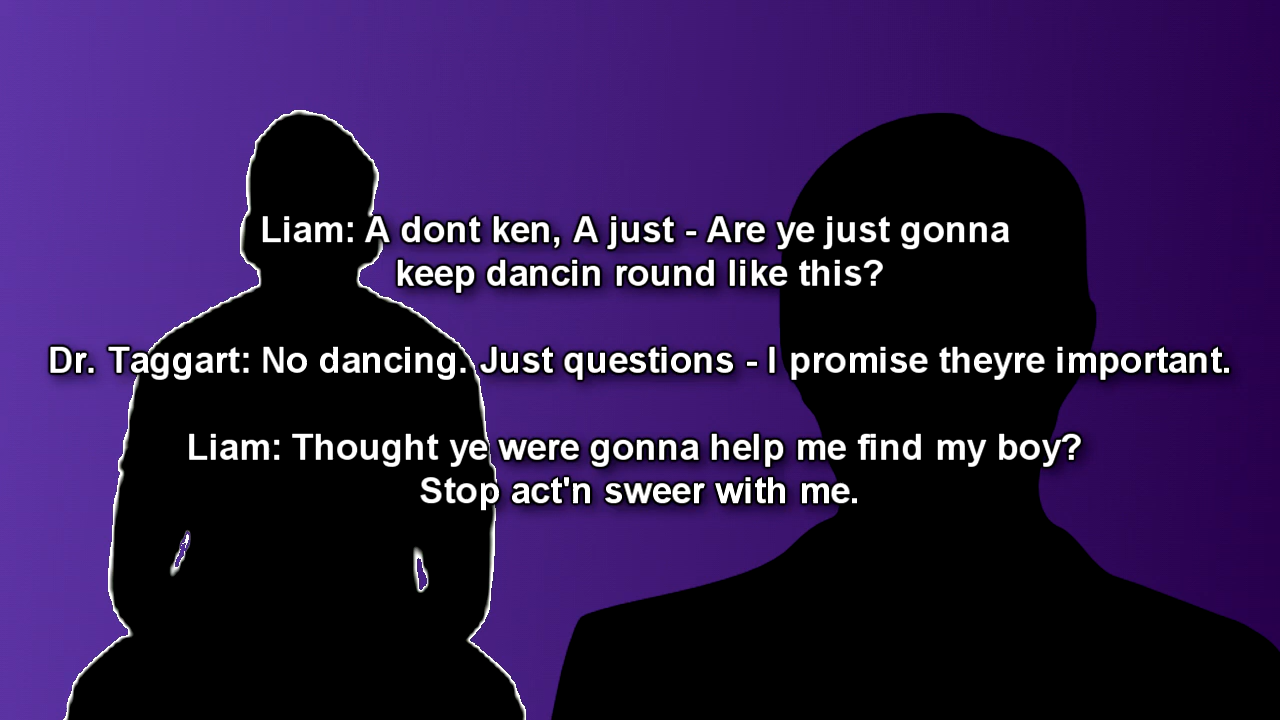 Liam: A dont ken, A just - Are ye just gonna
keep dancin round like this?
Dr. Taggart: No dancing. Just questions - I promise theyre important.
Liam: Thought ye were gonna help me find my boy?
Stop act'n sweer with me.